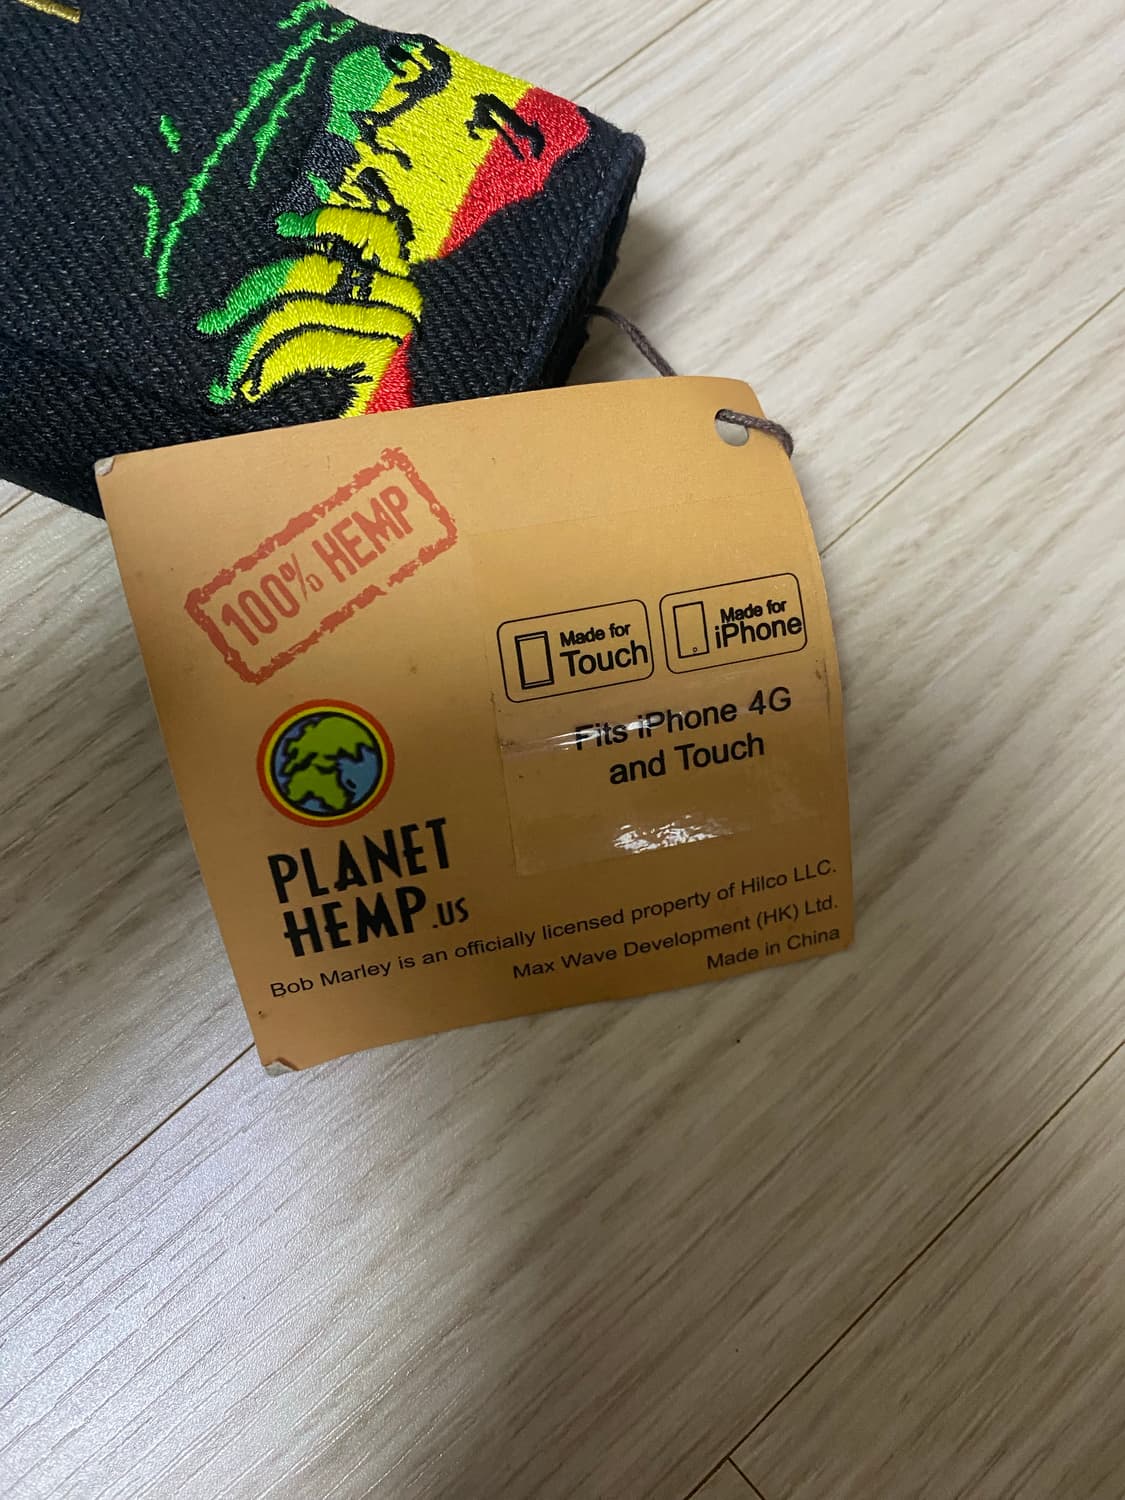 100% HEMP
Made for
Touch
Made for
iPhone
Fits iPhone 4G
and Touch
PLANET
HEMP.US
Bob Marley is an officially licensed property of Hilco LLC.
Max Wave Development (HK) Ltd.
Made in China